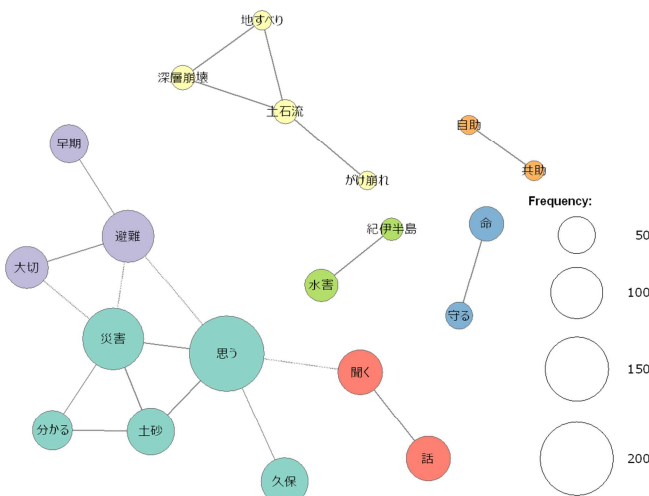 地すべり
深層崩壊
土石流
がけ崩れ
自助
共助
早期
避難
大切
紀伊半島
水害
命
守る
災害
思う
分かる
土砂
久保
聞く
話
Frequency:
50
100
150
200